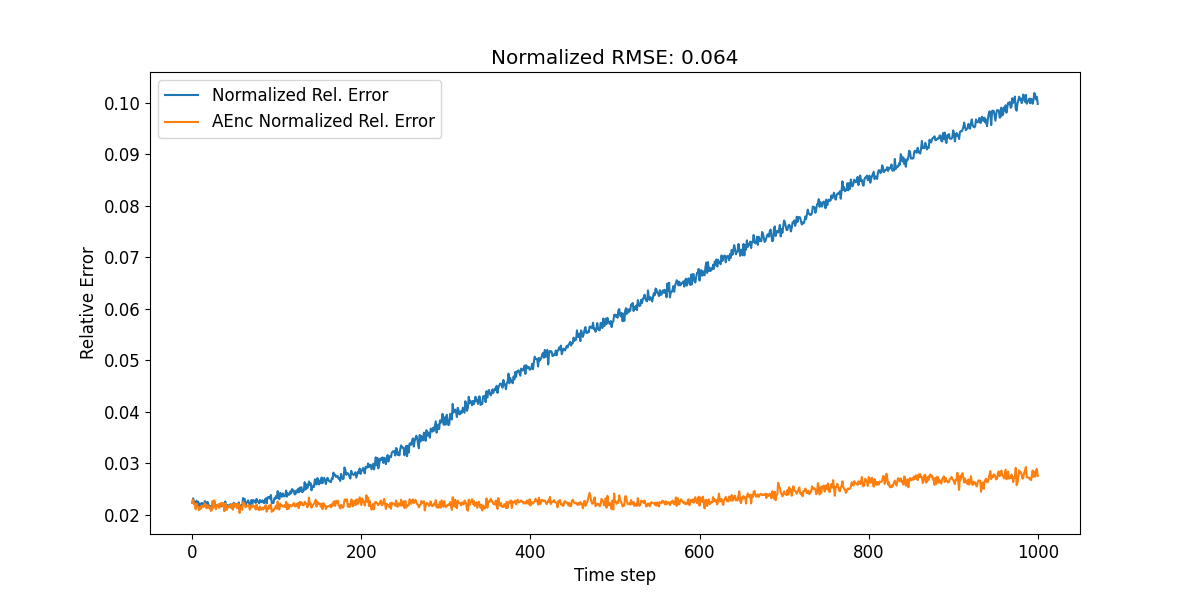 Normalized RMSE: 0.064
Normalized Rel. Error
AEnc Normalized Rel. Error
Relative Error
0.10
0.09
0.08
0.07
0.06
0.05
0.04
0.03
0.02
0 200 400 600 800 1000
Time step